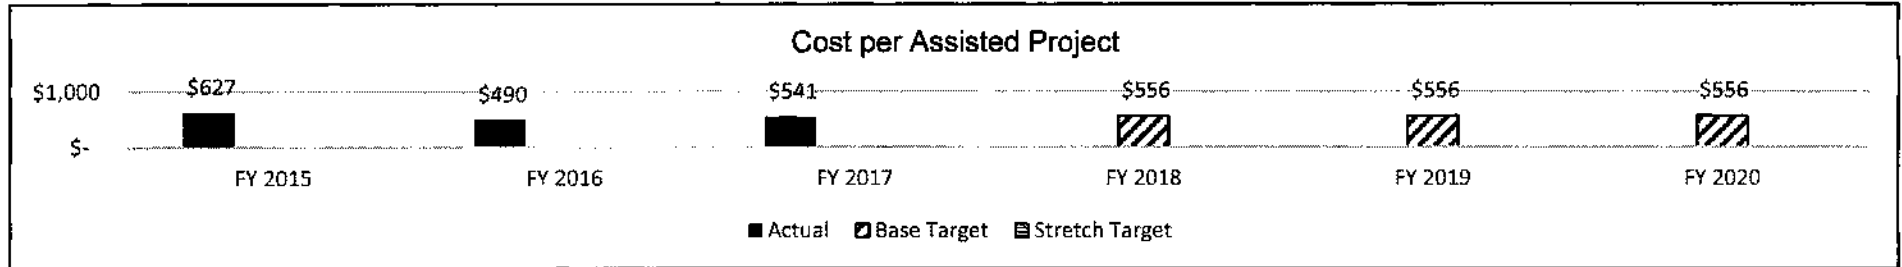 Cost per Assisted Project
$1,000
$627 $490 $541 $556 $556 $556
$-
FY 2015 FY 2016 FY 2017 FY 2018 FY 2019 FY 2020
Actual Base Target Stretch Target